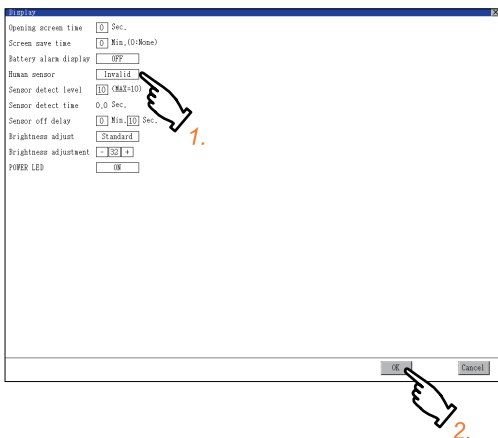 Display
Opening screen time 0 Sec.
Screen save time 0 Min.(0:None)
Battery alarm display OFF
Human sensor Invalid
Sensor detect level 10 (MAX=10)
Sensor detect time 0.0 Sec.
Sensor off delay 0 Min. 10 Sec.
1.
Brightness adjust Standard
Brightness adjustment - 32 +
POWER LED ON
OK Cancel
2.